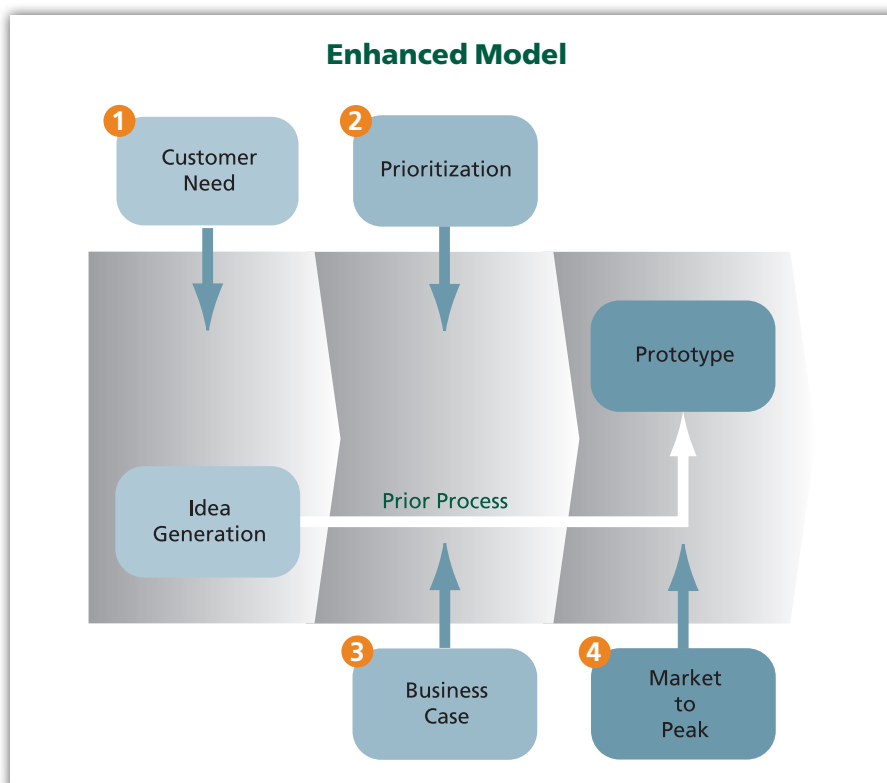 Enhanced Model
1
Customer
Need
2
Prioritization
Prototype
Idea
Generation
Prior Process
3
Business
Case
4
Market
to
Peak